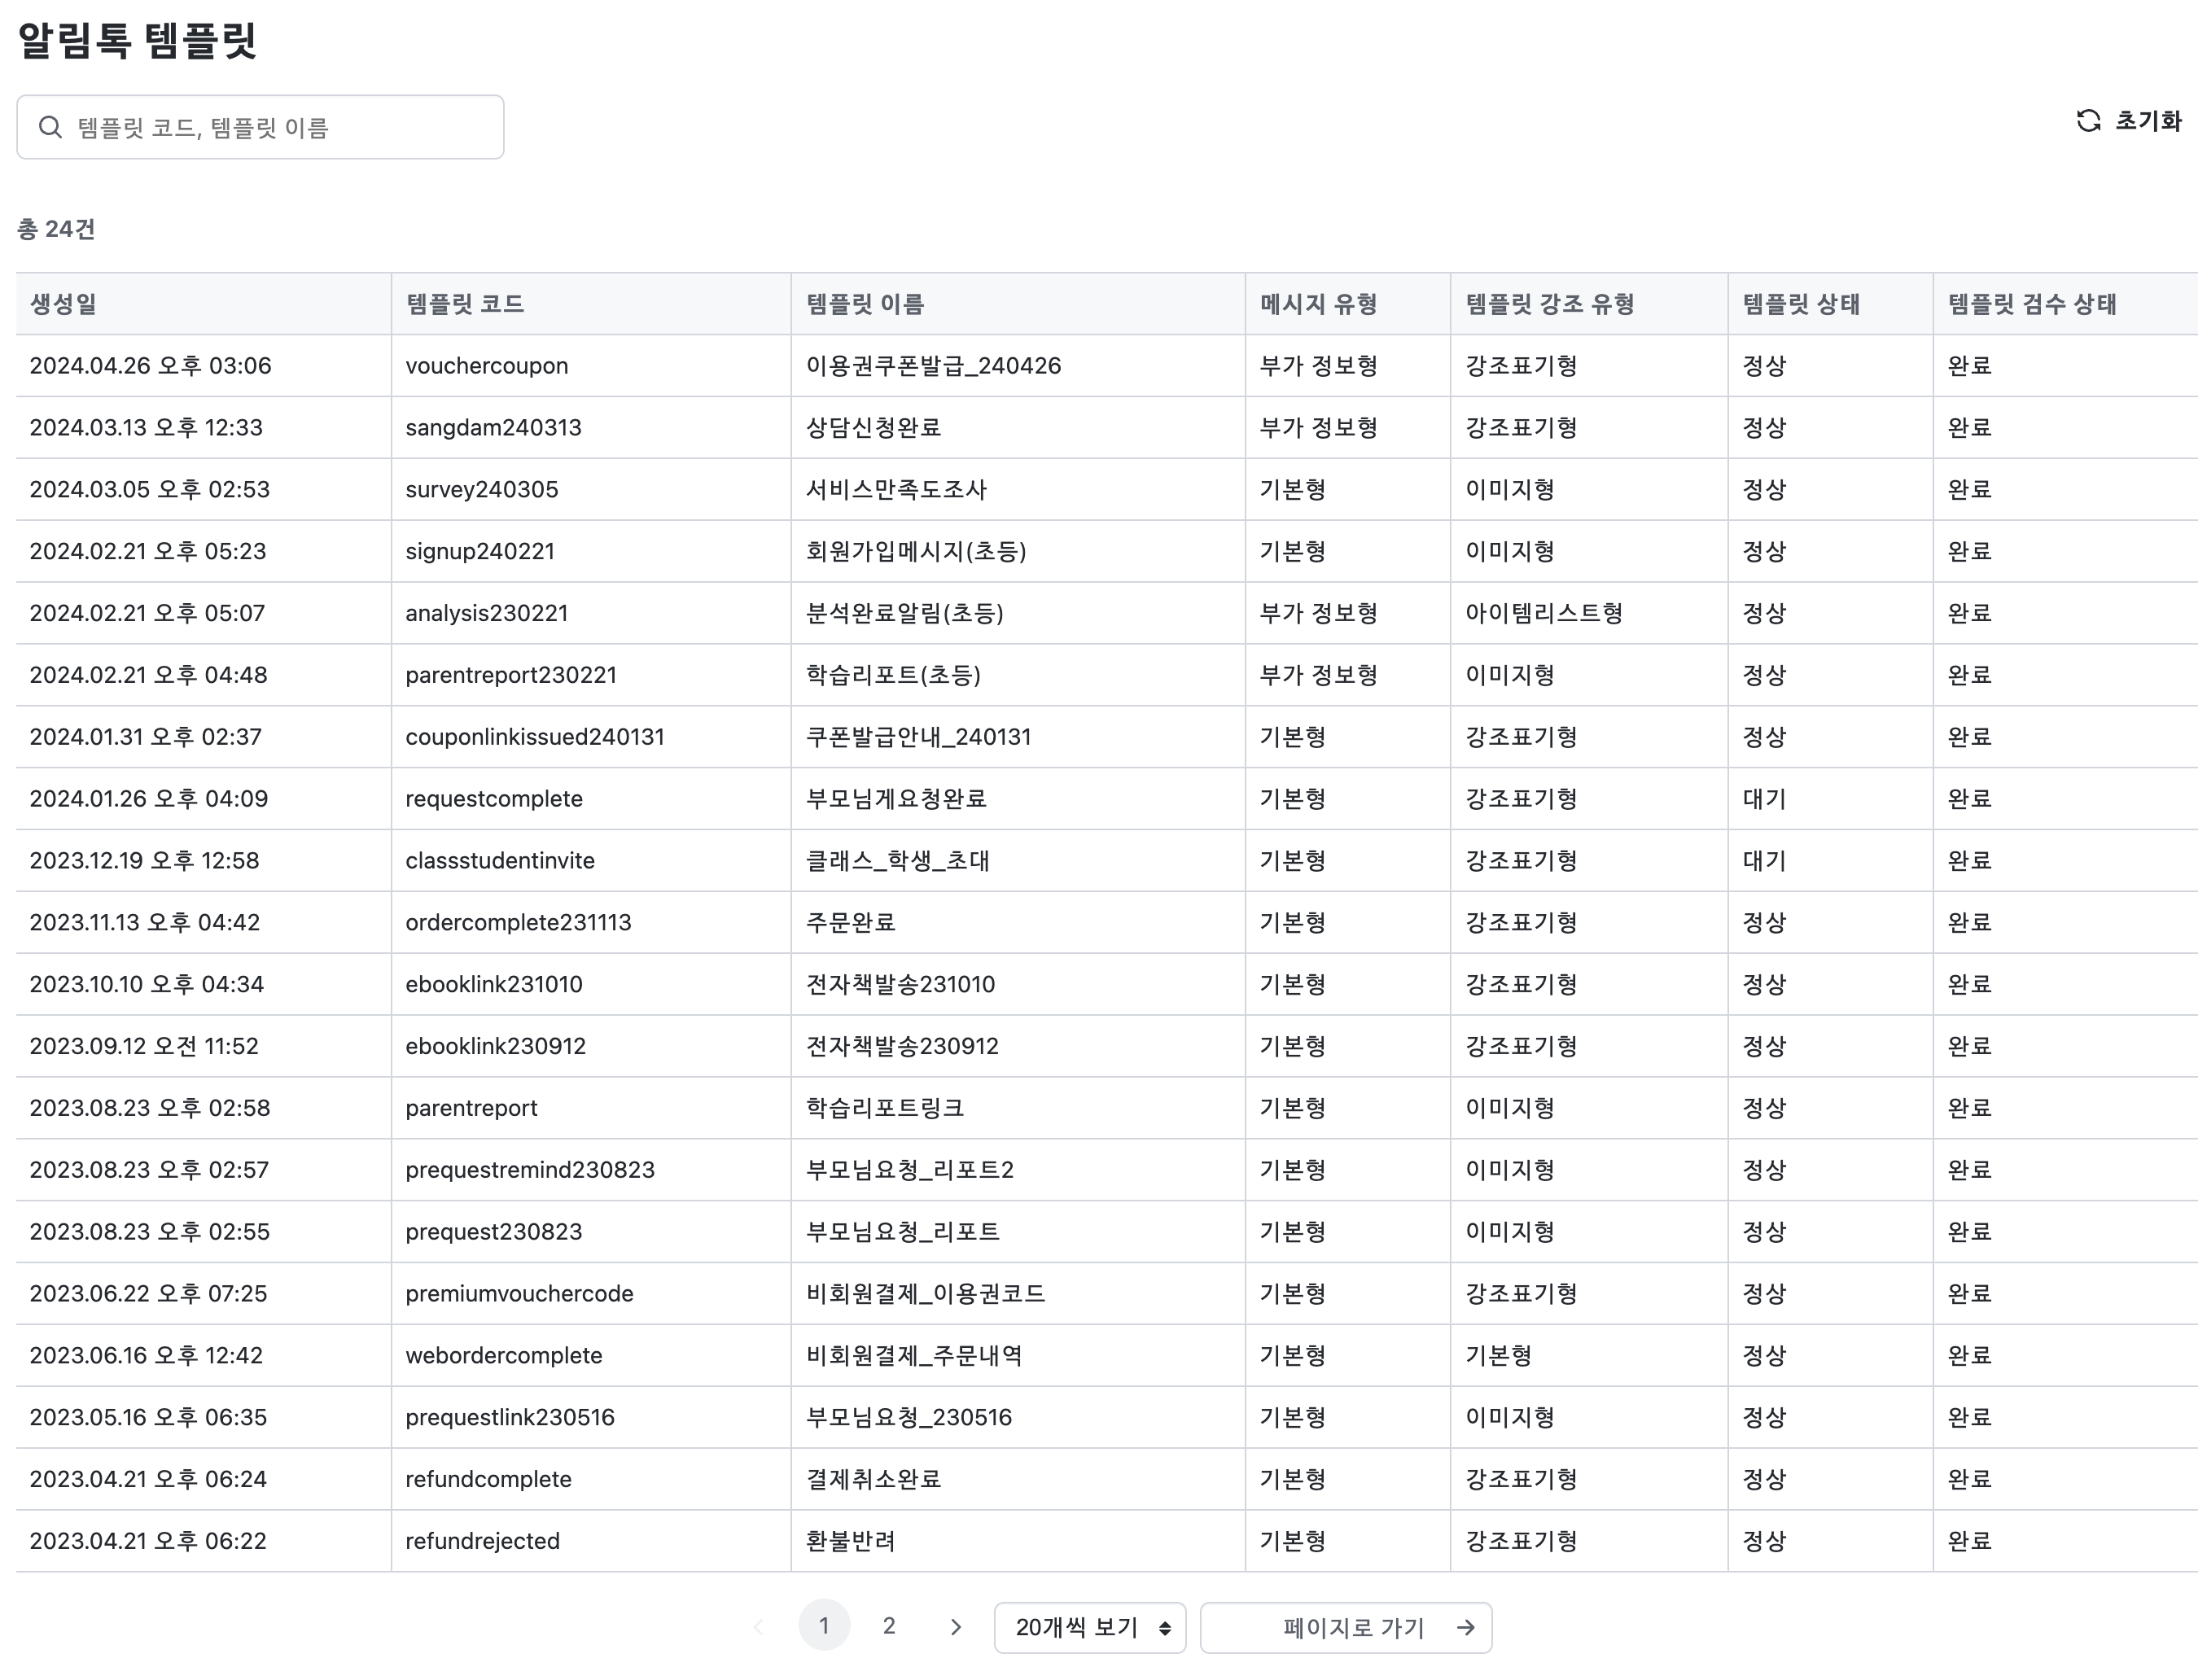 알림톡 템플릿
템플릿 코드, 템플릿 이름
초기화
총 24건
생성일 템플릿 코드 템플릿 이름 메시지 유형 템플릿 강조 유형 템플릿 상태 템플릿 검수 상태
2024.04.26 오후 03:06 vouchercoupon 이용권쿠폰발급_240426 부가 정보형 강조표기형 정상 완료
2024.03.13 오후 12:33 sangdam240313 상담신청완료 부가 정보형 강조표기형 정상 완료
2024.03.05 오후 02:53 survey240305 서비스만족도조사 기본형 이미지형 정상 완료
2024.02.21 오후 05:23 signup240221 회원가입메시지(초등) 기본형 이미지형 정상 완료
2024.02.21 오후 05:07 analysis230221 분석완료알림(초등) 부가 정보형 아이템리스트형 정상 완료
2024.02.21 오후 04:48 parentreport230221 학습리포트(초등) 부가 정보형 이미지형 정상 완료
2024.01.31 오후 02:37 couponlinkissued240131 쿠폰발급안내_240131 기본형 강조표기형 정상 완료
2024.01.26 오후 04:09 requestcomplete 부모님게요청완료 기본형 강조표기형 대기 완료
2023.12.19 오후 12:58 classstudentinvite 클래스_학생_초대 기본형 강조표기형 대기 완료
2023.11.13 오후 04:42 ordercomplete231113 주문완료 기본형 강조표기형 정상 완료
2023.10.10 오후 04:34 ebooklink231010 전자책발송231010 기본형 강조표기형 정상 완료
2023.09.12 오전 11:52 ebooklink230912 전자책발송230912 기본형 강조표기형 정상 완료
2023.08.23 오후 02:58 parentreport 학습리포트링크 기본형 이미지형 정상 완료
2023.08.23 오후 02:57 prequestremind230823 부모님요청_리포트2 기본형 이미지형 정상 완료
2023.08.23 오후 02:55 prequest230823 부모님요청_리포트 기본형 이미지형 정상 완료
2023.06.22 오후 07:25 premiumvouchercode 비회원결제_이용권코드 기본형 강조표기형 정상 완료
2023.06.16 오후 12:42 webordercomplete 비회원결제_주문내역 기본형 기본형 정상 완료
2023.05.16 오후 06:35 prequestlink230516 부모님요청_230516 기본형 이미지형 정상 완료
2023.04.21 오후 06:24 refundcomplete 결제취소완료 기본형 강조표기형 정상 완료
2023.04.21 오후 06:22 refundrejected 환불반려 기본형 강조표기형 정상 완료
1 2 20개씩 보기 페이지로 가기